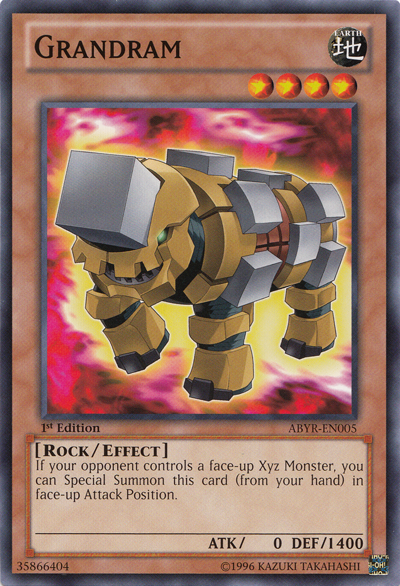 GRANDRAM
EARTH
地
1st Edition
ABYR-EN005
[ROCK/EFFECT]
If your opponent controls a face-up Xyz Monster, you
can Special Summon this card (from your hand) in
face-up Attack Position.
ATK/ 0 DEF/1400
35866404
©1996 KAZUKI TAKAHASHI